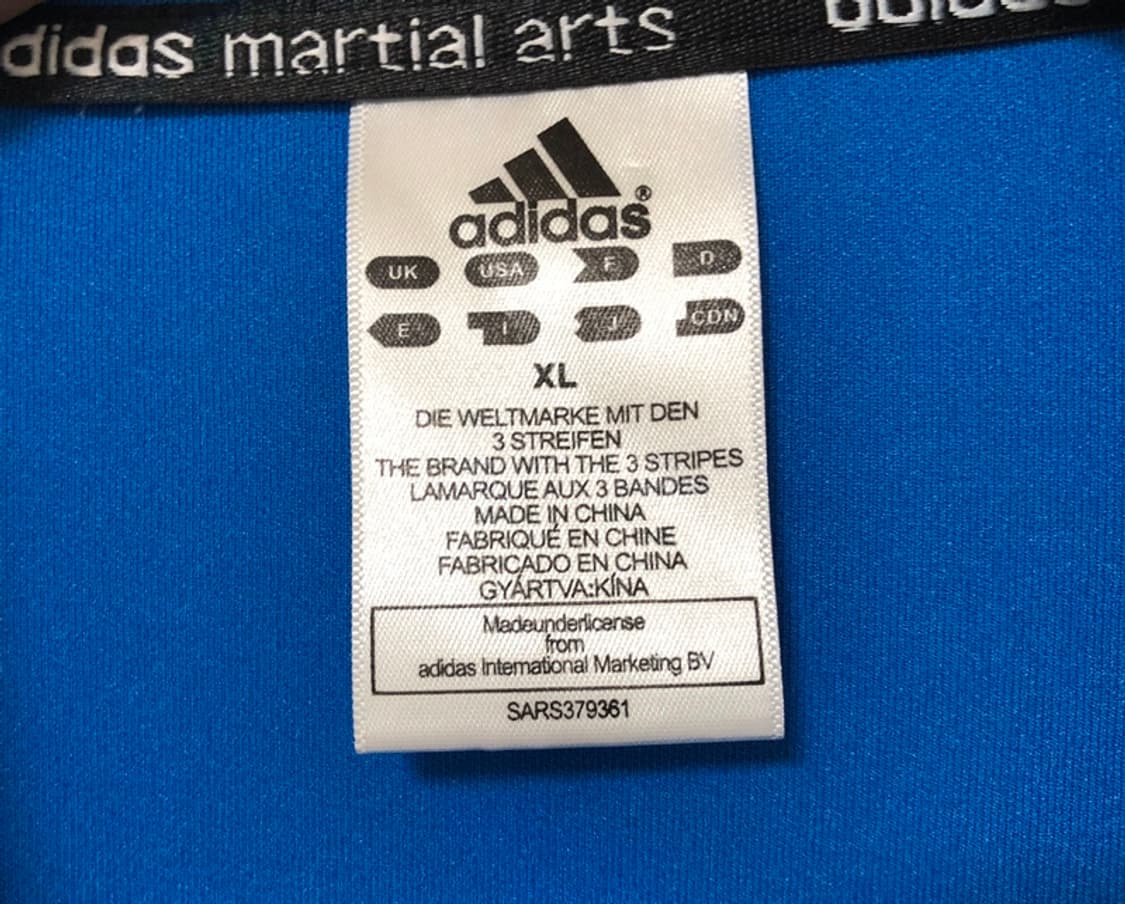 adidas martial arts adidas
adidas®
UK USA F D
E I J CDN
XL
DIE WELTMARKE MIT DEN
3 STREIFEN
THE BRAND WITH THE 3 STRIPES
LAMARQUE AUX 3 BANDES
MADE IN CHINA
FABRIQUÉ EN CHINE
FABRICADO EN CHINA
GYÁRTVA:KÍNA
Madeunderlicense
from
adidas International Marketing BV
SARS379361